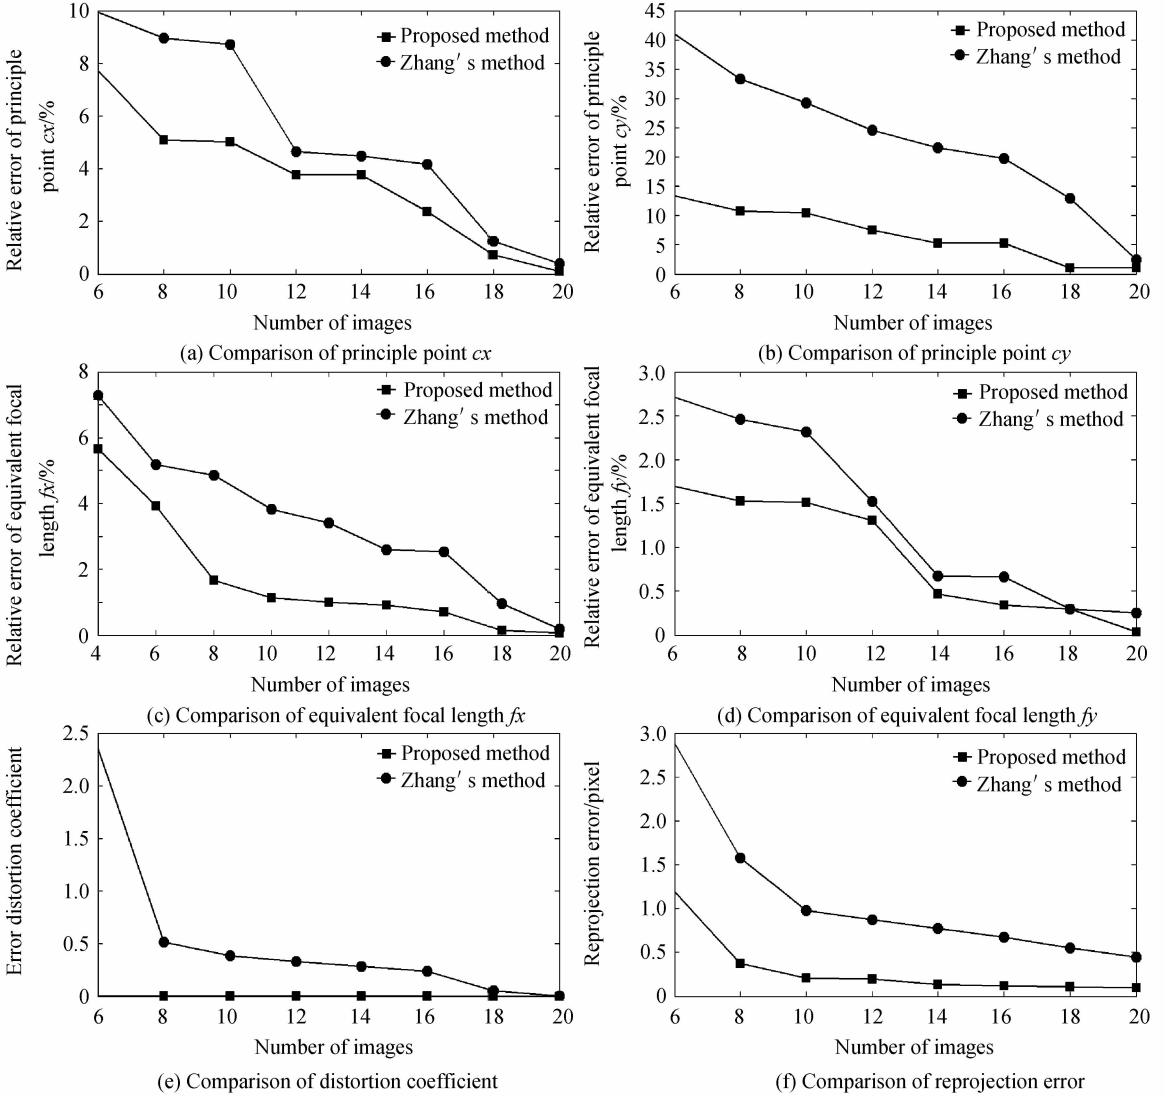 Relative error of principle
point cx/%
10
8
6
4
2
0
Proposed method
Zhang′ s method
6 8 10 12 14 16 18 20
Number of images
(a) Comparison of principle point cx
Relative error of principle
point cy/%
45
40
35
30
25
20
15
10
5
0
Proposed method
Zhang′ s method
6 8 10 12 14 16 18 20
Number of images
(b) Comparison of principle point cy
Relative error of equivalent focal
length fx/%
8
6
4
2
0
Proposed method
Zhang′ s method
4 6 8 10 12 14 16 18 20
Number of images
(c) Comparison of equivalent focal length fx
Relative error of equivalent focal
length fy/%
3.0
2.5
2.0
1.5
1.0
0.5
0
Proposed method
Zhang′ s method
6 8 10 12 14 16 18 20
Number of images
(d) Comparison of equivalent focal length fy
Error distortion coefficient
2.5
2.0
1.5
1.0
0.5
0
Proposed method
Zhang′ s method
6 8 10 12 14 16 18 20
Number of images
(e) Comparison of distortion coefficient
Reprojection error/pixel
3.0
2.5
2.0
1.5
1.0
0.5
0
Proposed method
Zhang′ s method
6 8 10 12 14 16 18 20
Number of images
(f) Comparison of reprojection error